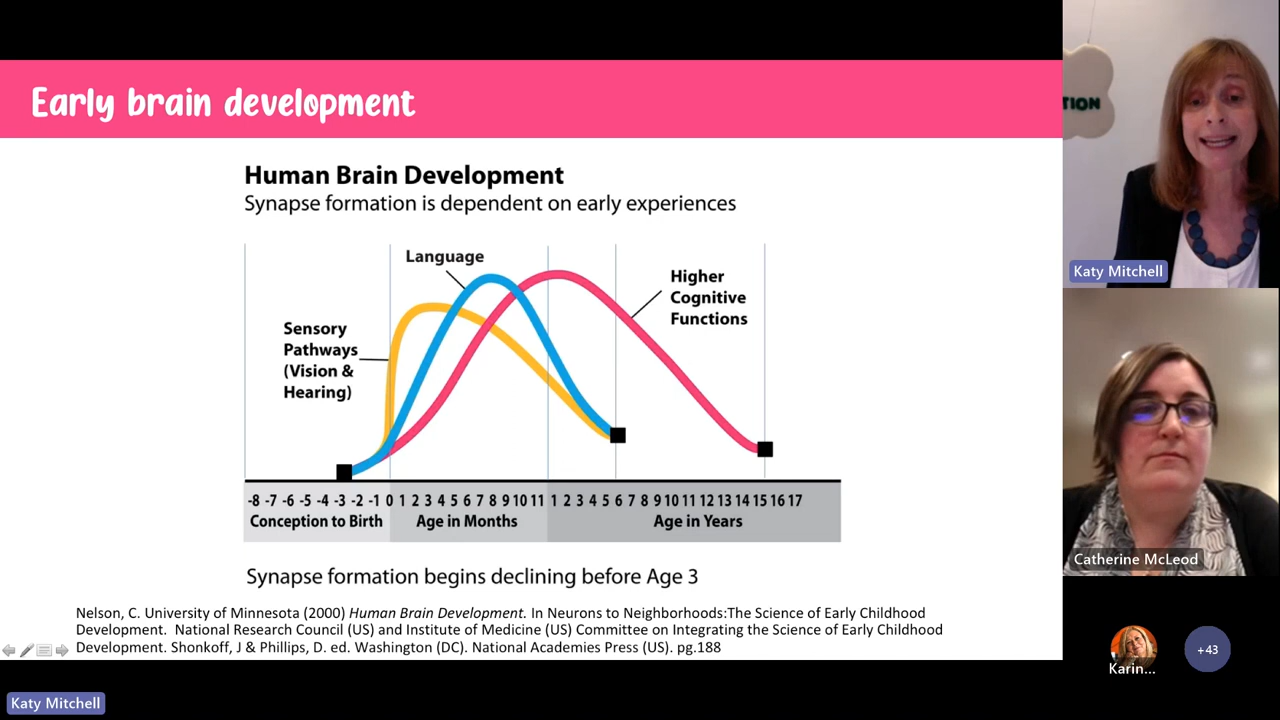 Early brain development
Human Brain Development
Synapse formation is dependent on early experiences
Language
Higher
Cognitive
Functions
Sensory
Pathways
(Vision &
Hearing)
-8 -7 -6 -5 -4 -3 -2 -1 0 1 2 3 4 5 6 7 8 9 10 11 1 2 3 4 5 6 7 8 9 10 11 12 13 14 15 16 17
Conception to Birth Age in Months Age in Years
Synapse formation begins declining before Age 3
Nelson, C. University of Minnesota (2000) Human Brain Development. In Neurons to Neighborhoods:The Science of Early Childhood
Development. National Research Council (US) and Institute of Medicine (US) Committee on Integrating the Science of Early Childhood
Development. Shonkoff, J & Phillips, D. ed. Washington (DC). National Academies Press (US). pg.188
Katy Mitchell
TION
Katy Mitchell
Catherine McLeod
Karin...
+43